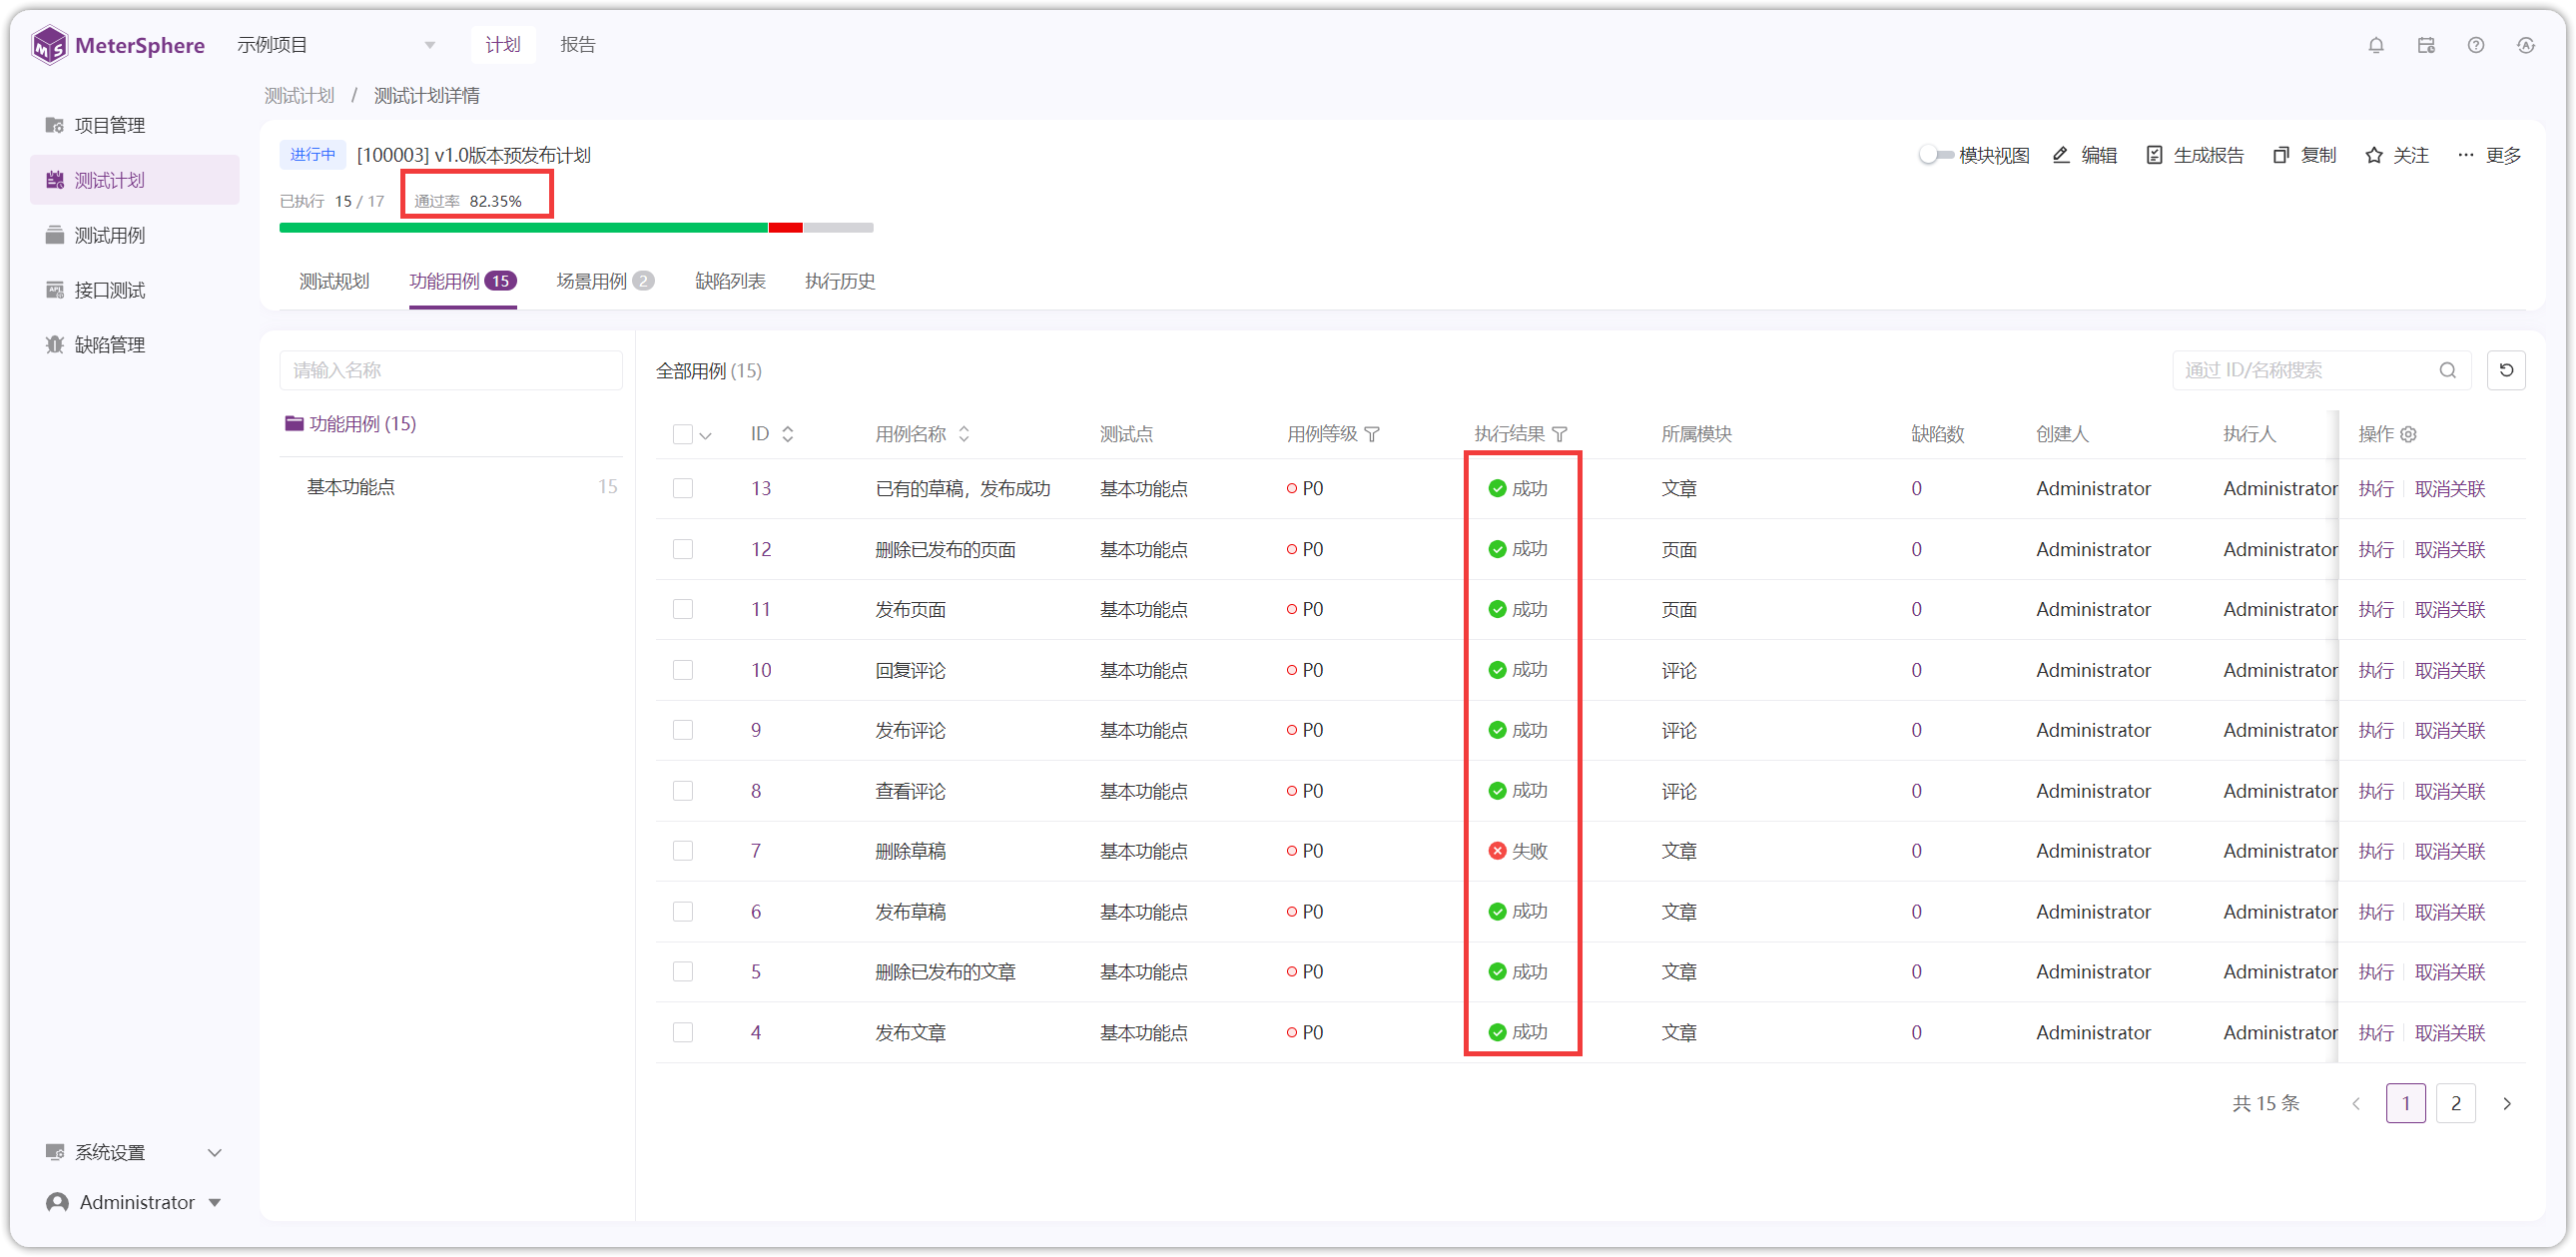 MeterSphere 示例项目 计划 报告
测试计划 / 测试计划详情
项目管理
测试计划
测试用例
接口测试
缺陷管理
系统设置
Administrator
进行中 [100003] v1.0版本预发布计划
模块视图 编辑 生成报告 复制 关注 更多
已执行 15 / 17 通过率 82.35%
测试规划 功能用例 15 场景用例 2 缺陷列表 执行历史
请输入名称
功能用例 (15)
基本功能点 15
全部用例 (15) 通过 ID/名称搜索
ID 用例名称 测试点 用例等级 执行结果 所属模块 缺陷数 创建人 执行人 操作
13 已有的草稿，发布成功 基本功能点 P0 成功 文章 0 Administrator Administrator 执行 取消关联
12 删除已发布的页面 基本功能点 P0 成功 页面 0 Administrator Administrator 执行 取消关联
11 发布页面 基本功能点 P0 成功 页面 0 Administrator Administrator 执行 取消关联
10 回复评论 基本功能点 P0 成功 评论 0 Administrator Administrator 执行 取消关联
9 发布评论 基本功能点 P0 成功 评论 0 Administrator Administrator 执行 取消关联
8 查看评论 基本功能点 P0 成功 评论 0 Administrator Administrator 执行 取消关联
7 删除草稿 基本功能点 P0 失败 文章 0 Administrator Administrator 执行 取消关联
6 发布草稿 基本功能点 P0 成功 文章 0 Administrator Administrator 执行 取消关联
5 删除已发布的文章 基本功能点 P0 成功 文章 0 Administrator Administrator 执行 取消关联
4 发布文章 基本功能点 P0 成功 文章 0 Administrator Administrator 执行 取消关联
共 15 条 1 2